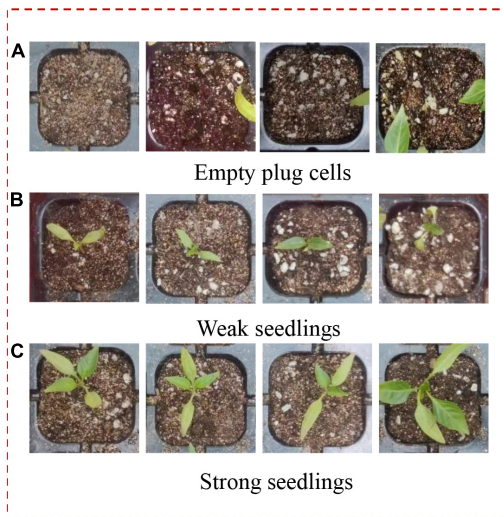 A
Empty plug cells
B
Weak seedlings
C
Strong seedlings